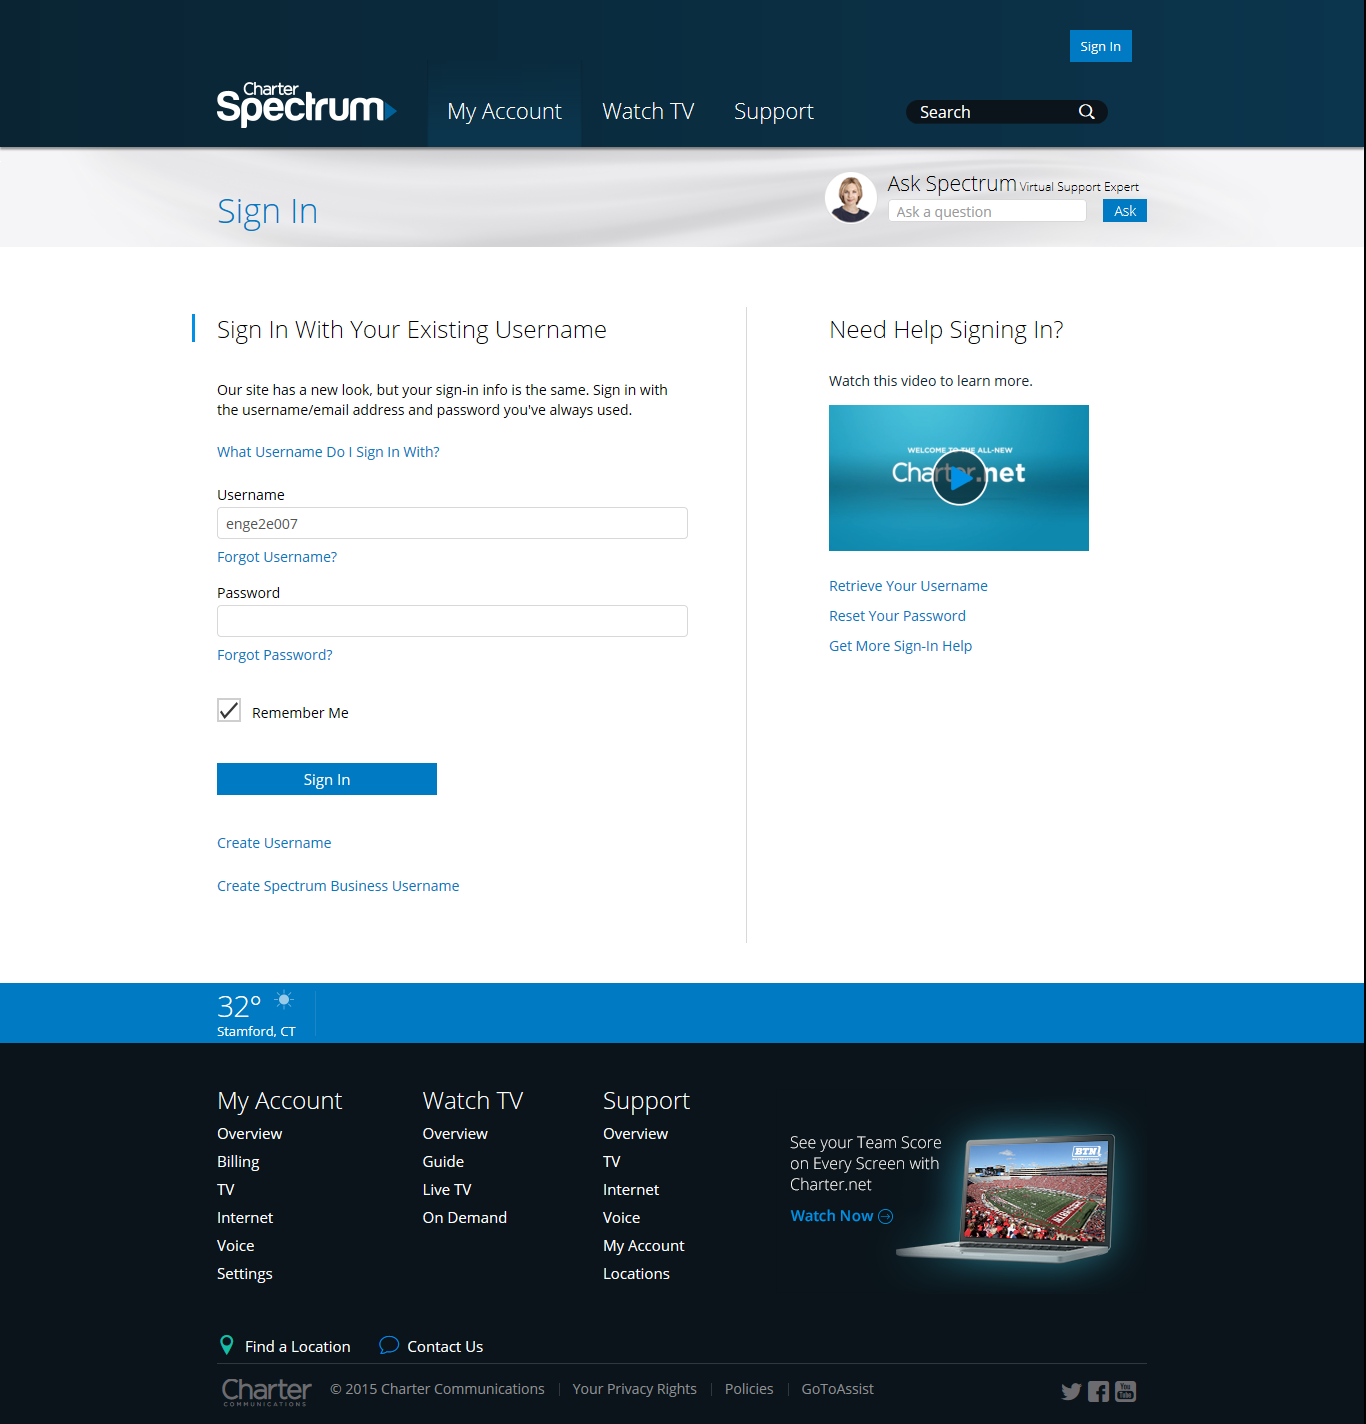 Sign In
Charter
Spectrum
My Account
Watch TV
Support
Search
Sign In
Ask Spectrum Virtual Support Expert
Ask a question
Ask
Sign In With Your Existing Username
Our site has a new look, but your sign-in info is the same. Sign in with
the username/email address and password you've always used.
What Username Do I Sign In With?
Username
enge2e007
Forgot Username?
Password
Forgot Password?
Remember Me
Sign In
Create Username
Create Spectrum Business Username
Need Help Signing In?
Watch this video to learn more.
WELCOME TO THE ALL-NEW
Charter.net
Retrieve Your Username
Reset Your Password
Get More Sign-In Help
32°
Stamford, CT
My Account
Overview
Billing
TV
Internet
Voice
Settings
Watch TV
Overview
Guide
Live TV
On Demand
Support
Overview
TV
Internet
Voice
My Account
Locations
See your Team Score
on Every Screen with
Charter.net
Watch Now
BTN
Find a Location
Contact Us
Charter
COMMUNICATIONS
© 2015 Charter Communications
Your Privacy Rights
Policies
GoToAssist
You
Tube